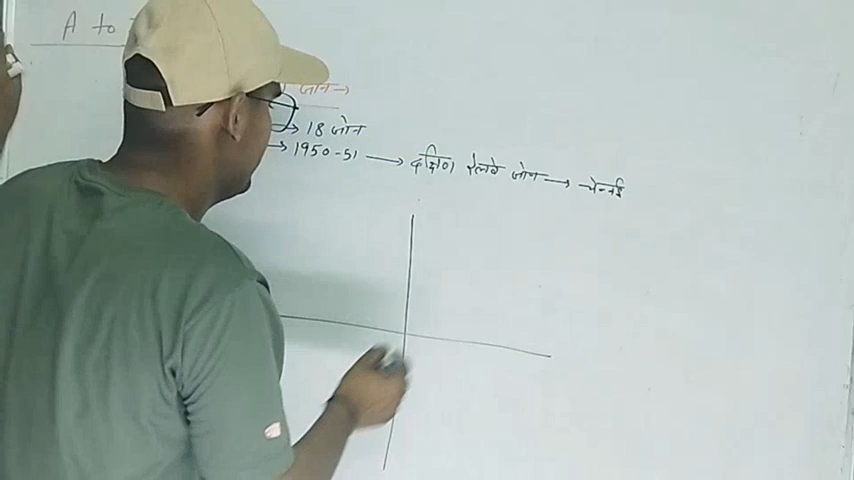 A to
जोन →
→ 18 जोन
→ 1950-51 → दक्षिण रेलवे जोन → चेन्नई